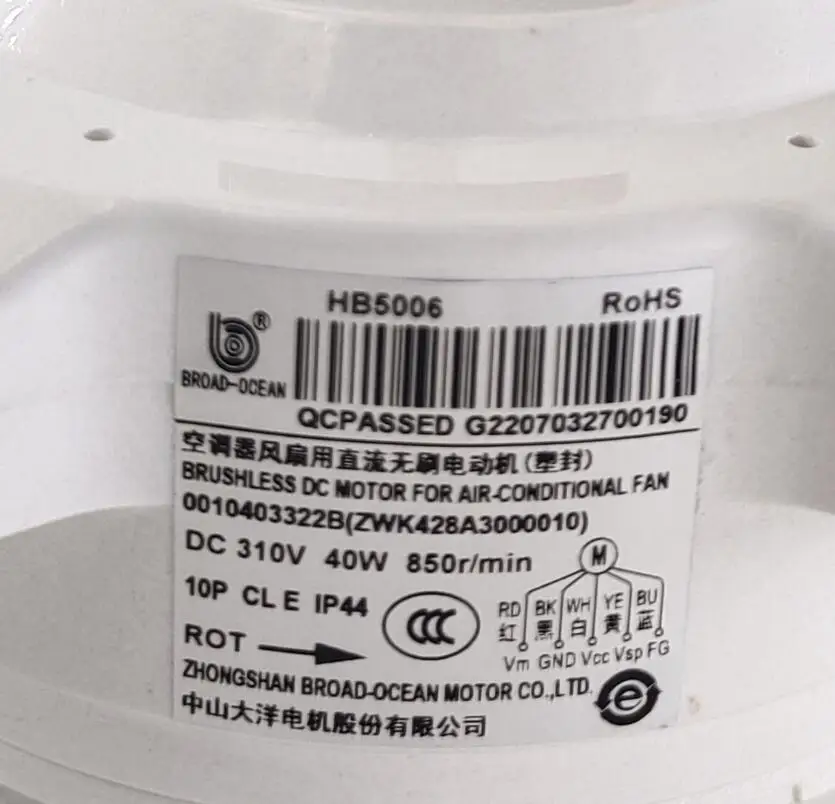 HB5006 RoHS
®
BROAD-OCEAN
QCPASSED G2207032700190
空调器风扇用直流无刷电动机(塑封)
BRUSHLESS DC MOTOR FOR AIR-CONDITIONAL FAN
0010403322B(ZWK428A3000010)
DC 310V 40W 850r/min
M
10P CL E IP44
CCC
RD BK WH YE BU
红 黑 白 黄 蓝
Vm GND Vcc Vsp FG
ROT
ZHONGSHAN BROAD-OCEAN MOTOR CO.,LTD.
e
中山大洋电机股份有限公司